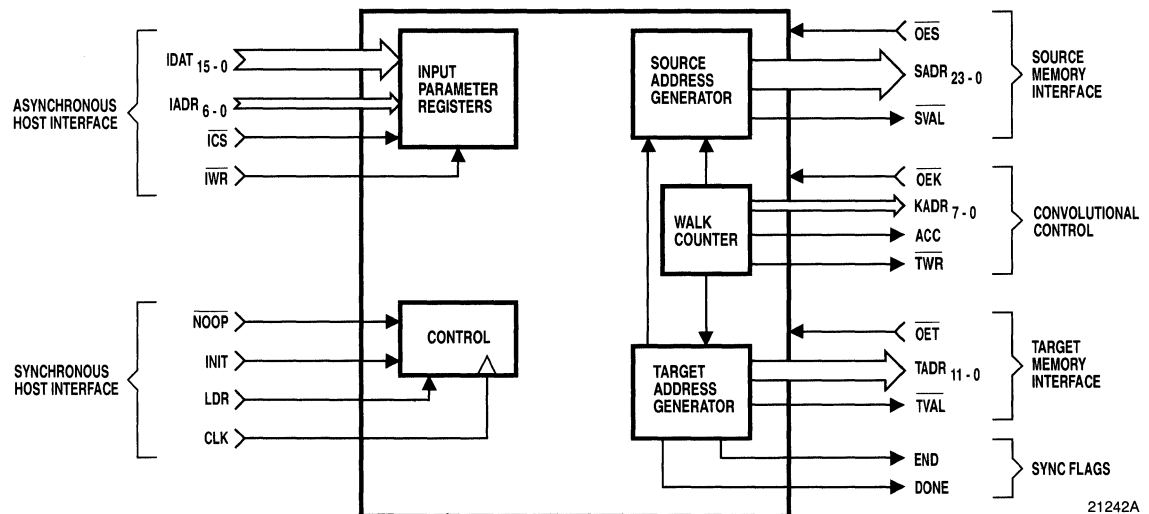 ASYNCHRONOUS
HOST INTERFACE
IDAT 15 - 0
IADR 6 - 0
ICS
IWR
INPUT
PARAMETER
REGISTERS
SYNCHRONOUS
HOST INTERFACE
NOOP
INIT
LDR
CLK
CONTROL
SOURCE
ADDRESS
GENERATOR
WALK
COUNTER
TARGET
ADDRESS
GENERATOR
OES
SADR 23 - 0
SVAL
SOURCE
MEMORY
INTERFACE
OEK
KADR 7 - 0
ACC
TWR
CONVOLUTIONAL
CONTROL
OET
TADR 11 - 0
TVAL
TARGET
MEMORY
INTERFACE
END
DONE
SYNC FLAGS
21242A